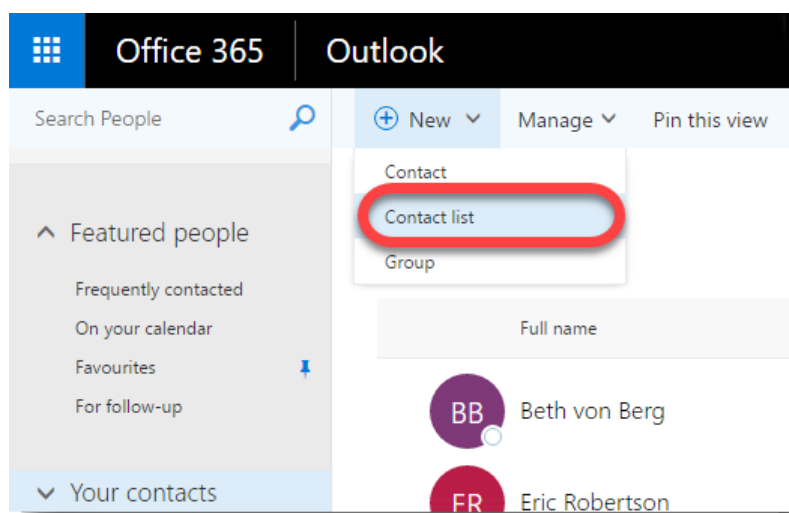 Office 365 Outlook
Search People
New Manage Pin this view
Contact
Contact list
Group
Featured people
Frequently contacted
On your calendar
Favourites
For follow-up
Your contacts
Full name
BB Beth von Berg
ER Eric Robertson